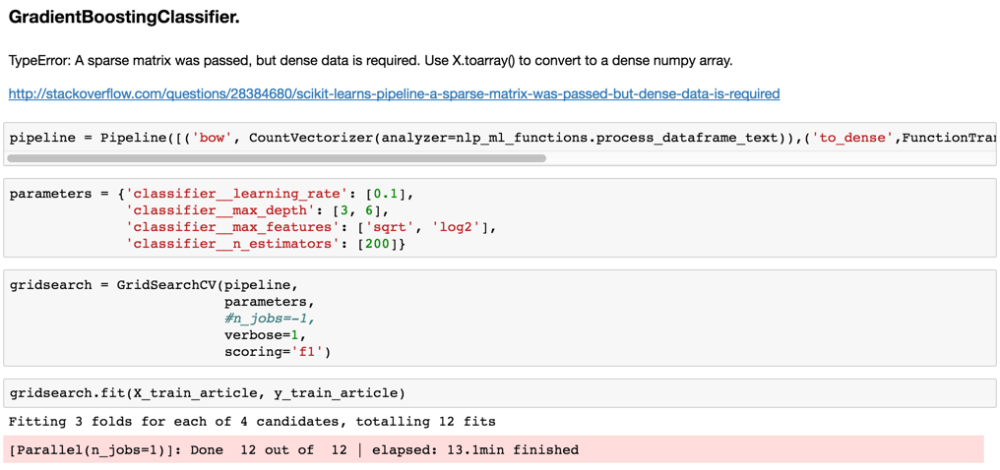 GradientBoostingClassifier.
TypeError: A sparse matrix was passed, but dense data is required. Use X.toarray() to convert to a dense numpy array.
http://stackoverflow.com/questions/28384680/scikit-learns-pipeline-a-sparse-matrix-was-passed-but-dense-data-is-required
pipeline = Pipeline([('bow', CountVectorizer(analyzer=nlp_ml_functions.process_dataframe_text)),('to_dense',FunctionTran
parameters = {'classifier__learning_rate': [0.1],
'classifier__max_depth': [3, 6],
'classifier__max_features': ['sqrt', 'log2'],
'classifier__n_estimators': [200]}
gridsearch = GridSearchCV(pipeline,
parameters,
#n_jobs=-1,
verbose=1,
scoring='f1')
gridsearch.fit(X_train_article, y_train_article)
Fitting 3 folds for each of 4 candidates, totalling 12 fits
[Parallel(n_jobs=1)]: Done  12 out of  12 | elapsed: 13.1min finished